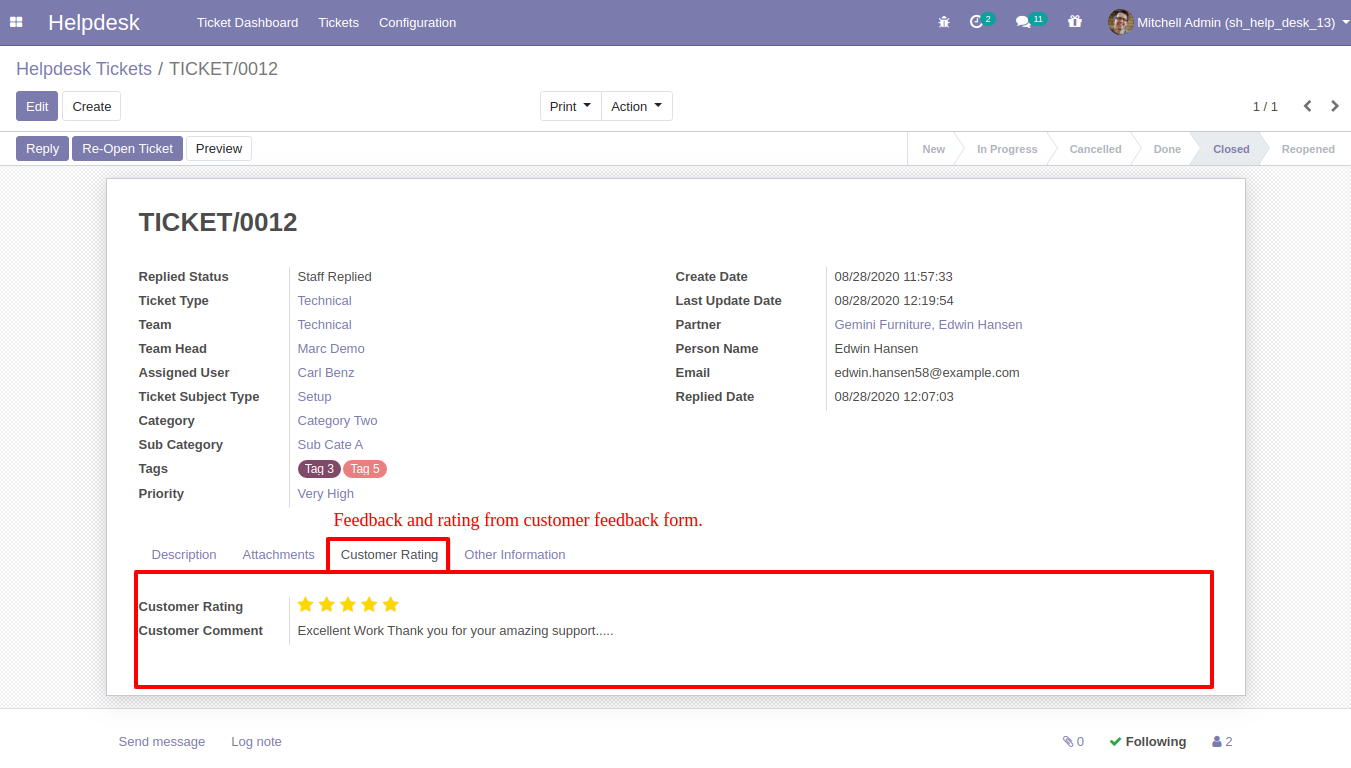 Helpdesk Ticket Dashboard Tickets Configuration 2 11 Mitchell Admin (sh_help_desk_13)
Helpdesk Tickets / TICKET/0012
Edit Create Print Action 1 / 1
Reply Re-Open Ticket Preview New In Progress Cancelled Done Closed Reopened
TICKET/0012
Replied Status Staff Replied Create Date 08/28/2020 11:57:33
Ticket Type Technical Last Update Date 08/28/2020 12:19:54
Team Technical Partner Gemini Furniture, Edwin Hansen
Team Head Marc Demo Person Name Edwin Hansen
Assigned User Carl Benz Email edwin.hansen58@example.com
Ticket Subject Type Setup Replied Date 08/28/2020 12:07:03
Category Category Two
Sub Category Sub Cate A
Tags Tag 3 Tag 5
Priority Very High
Feedback and rating from customer feedback form.
Description Attachments Customer Rating Other Information
Customer Rating
Customer Comment Excellent Work Thank you for your amazing support.....
Send message Log note 0 Following 2